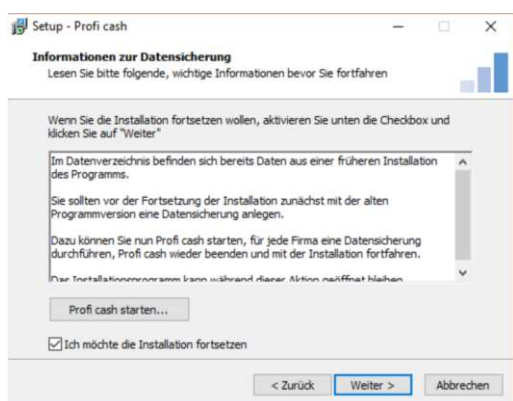 Setup - Profi cash
Informationen zur Datensicherung
Lesen Sie bitte folgende, wichtige Informationen bevor Sie fortfahren
Wenn Sie die Installation fortsetzen wollen, aktivieren Sie unten die Checkbox und
klicken Sie auf "Weiter"
Im Datenverzeichnis befinden sich bereits Daten aus einer früheren Installation
des Programms.
Sie sollten vor der Fortsetzung der Installation zunächst mit der alten
Programmversion eine Datensicherung anlegen.
Dazu können Sie nun Profi cash starten, für jede Firma eine Datensicherung
durchführen, Profi cash wieder beenden und mit der Installation fortfahren.
Das Installationsprogramm kann während dieser Aktion geöffnet bleiben
Profi cash starten...
Ich möchte die Installation fortsetzen
< Zurück
Weiter >
Abbrechen